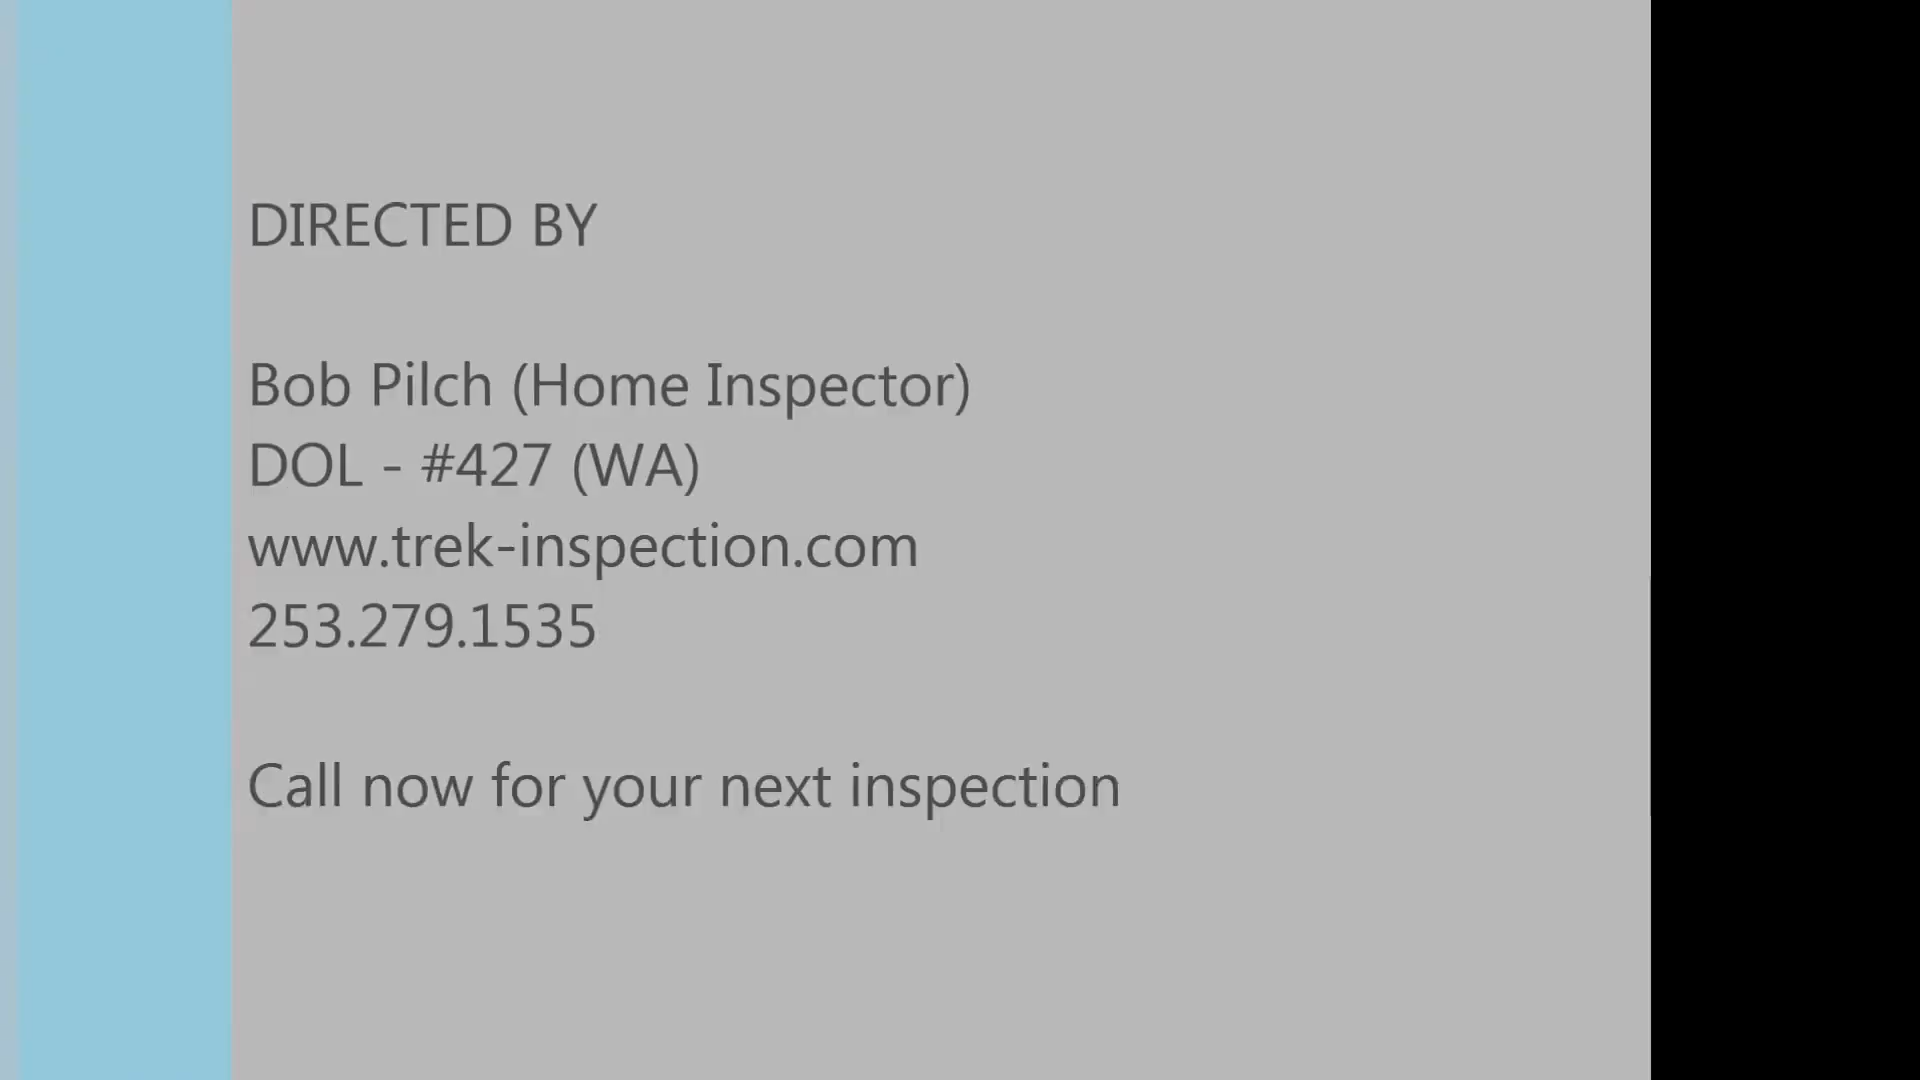 DIRECTED BY
Bob Pilch (Home Inspector)
DOL - #427 (WA)
www.trek-inspection.com
253.279.1535
Call now for your next inspection